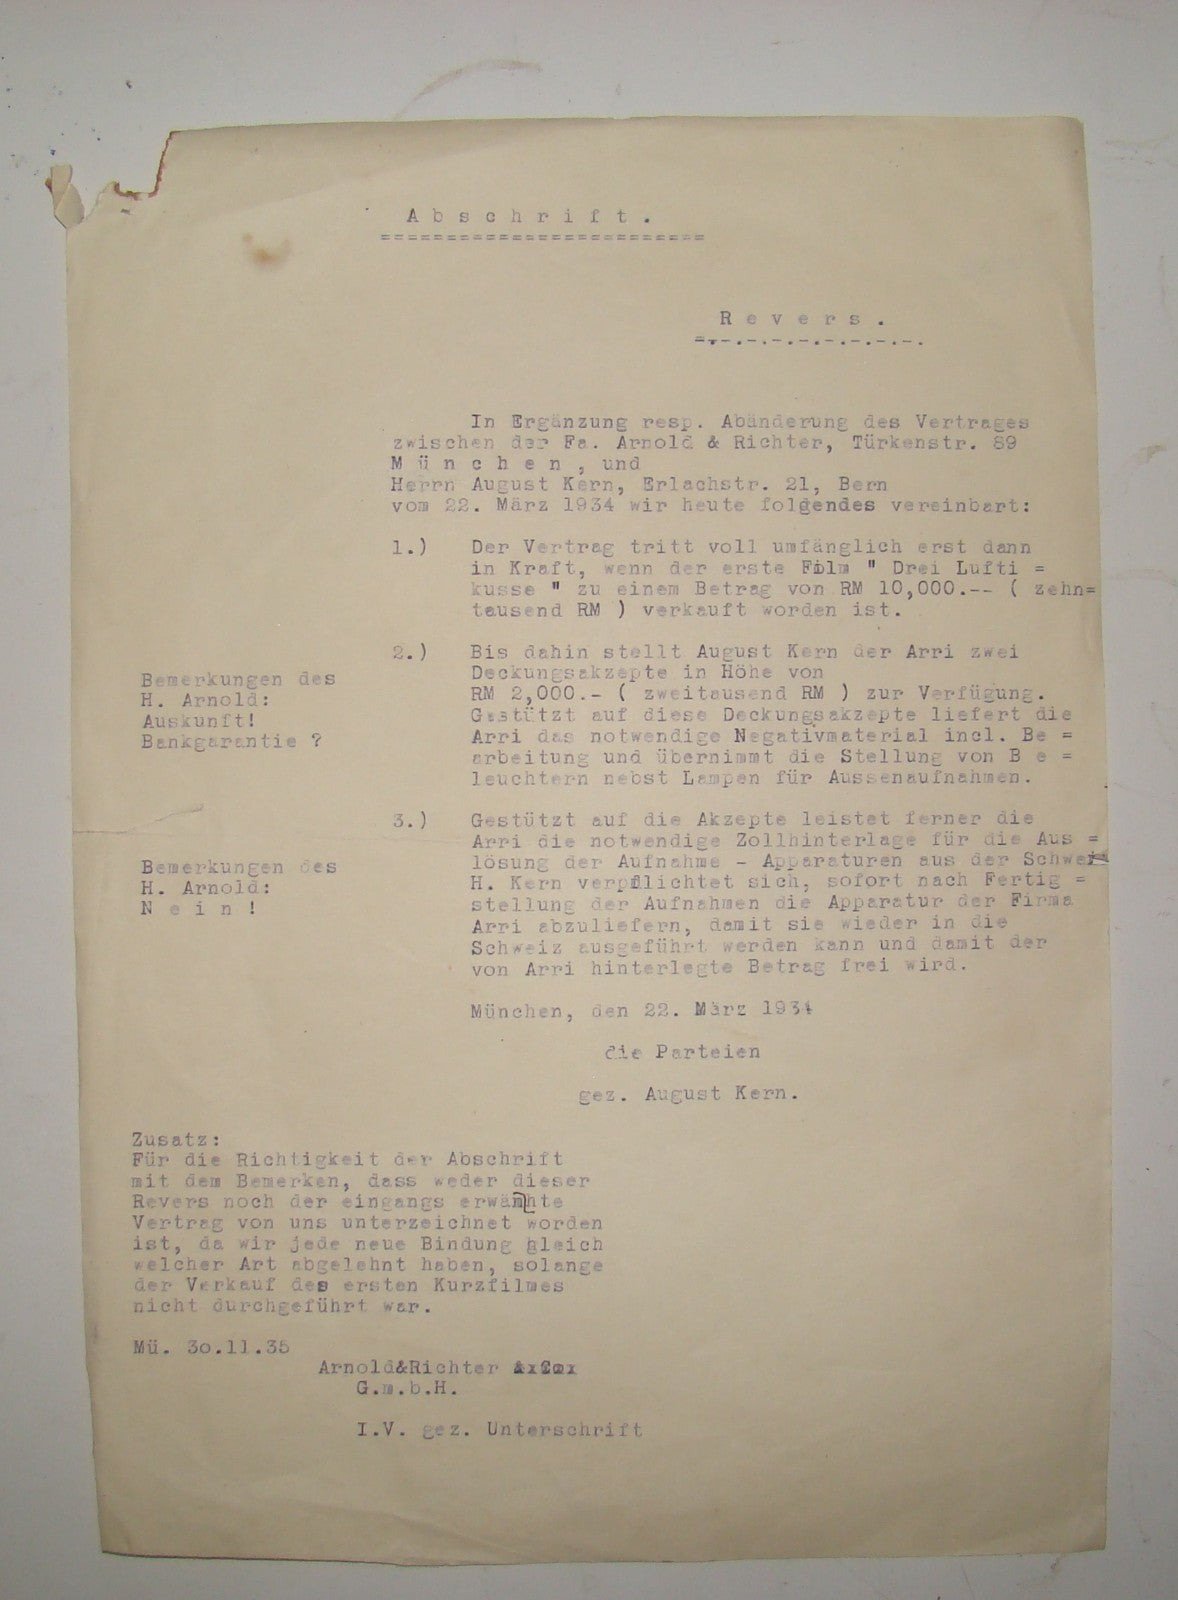 A b s c h r i f t .
=========================
R e v e r s .
=.-.-.-.-.-.-.-.-.-.
In Ergänzung resp. Abänderung des Vertrages
zwischen der Fa. Arnold & Richter, Türkenstr. 89
M ü n c h e n , und
Herrn August Kern, Erlachstr. 21, Bern
vom 22. März 1934 wir heute folgendes vereinbart:
1.) Der Vertrag tritt voll umfänglich erst dann
in Kraft, wenn der erste Film " Drei Lufti =
kusse " zu einem Betrag von RM 10,000.-- ( zehn=
tausend RM ) verkauft worden ist.
2.) Bis dahin stellt August Kern der Arri zwei
Deckungsakzepte in Höhe von
RM 2,000.- ( zweitausend RM ) zur Verfügung.
Gestützt auf diese Deckungsakzepte liefert die
Arri das notwendige Negativmaterial incl. Be =
arbeitung und übernimmt die Stellung von B e =
leuchtern nebst Lampen für Aussenaufnahmen.
Bemerkungen des
H. Arnold:
Auskunft!
Bankgarantie ?
3.) Gestützt auf die Akzepte leistet ferner die
Arri die notwendige Zollhinterlage für die Aus =
lösung der Aufnahme - Apparaturen aus der Schweiz
H. Kern verpflichtet sich, sofort nach Fertig =
stellung der Aufnahmen die Apparatur der Firma
Arri abzuliefern, damit sie wieder in die
Schweiz ausgeführt werden kann und damit der
von Arri hinterlegte Betrag frei wird.
Bemerkungen des
H. Arnold:
N e i n !
München, den 22. März 1934
die Parteien
gez. August Kern.
Zusatz:
Für die Richtigkeit der Abschrift
mit dem Bemerken, dass weder dieser
Revers noch der eingangs erwähnte
Vertrag von uns unterzeichnet worden
ist, da wir jede neue Bindung gleich
welcher Art abgelehnt haben, solange
der Verkauf des ersten Kurzfilmes
nicht durchgeführt war.
Mü. 3o.11.35
Arnold&Richter
G.m.b.H.
I.V. gez. Unterschrift